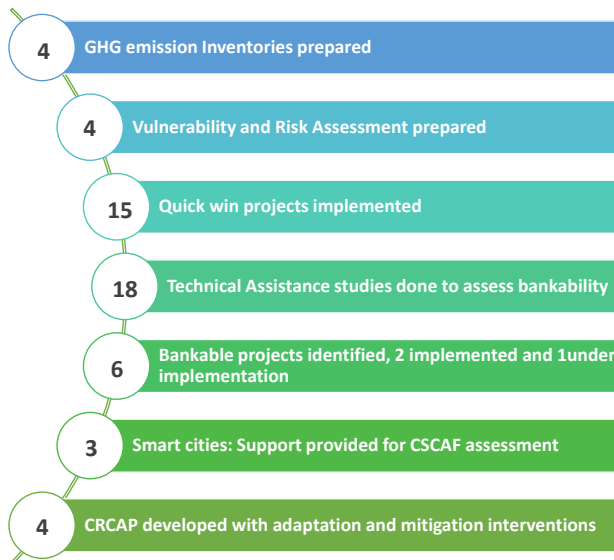 4 GHG emission Inventories prepared
4 Vulnerability and Risk Assessment prepared
15 Quick win projects implemented
18 Technical Assistance studies done to assess bankability
6 Bankable projects identified, 2 implemented and 1under
implementation
3 Smart cities: Support provided for CSCAF assessment
4 CRCAP developed with adaptation and mitigation interventions